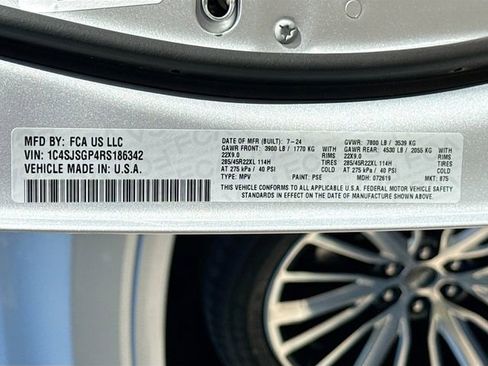 MFD BY: FCA US LLC
VIN: 1C4SJSGP4RS186342
VEHICLE MADE IN: U.S.A.
DATE OF MFR (BUILT): 7-24 GVWR: 7800 LB / 3539 KG
GAWR FRONT: 3900 LB / 1770 KG WITH GAWR REAR: 4530 LB / 2055 KG WITH
22X9.0 RIMS 22X9.0 RIMS
285/45R22XL 114H TIRES 285/45R22XL 114H TIRES
AT 275 kPa / 40 PSI COLD AT 275 kPa / 40 PSI COLD
THIS VEHICLE CONFORMS TO ALL APPLICABLE U.S.A. FEDERAL MOTOR VEHICLE SAFETY
STANDARDS IN EFFECT ON THE DATE OF MANUFACTURE SHOWN ABOVE.
TYPE: MPV PAINT: PSE MDH: 072619 MKT: 875